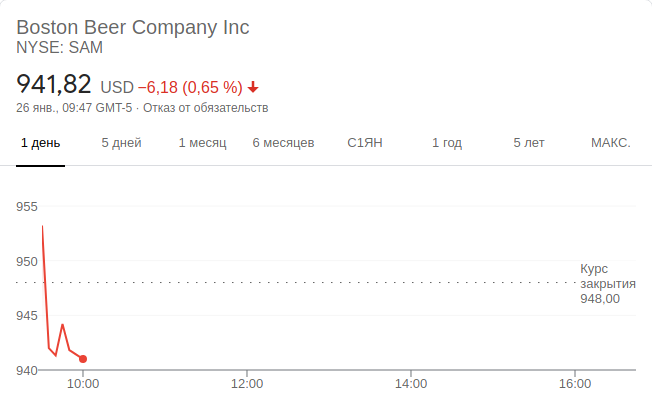 Boston Beer Company Inc
NYSE: SAM
941,82 USD −6,18 (0,65 %)
26 янв., 09:47 GMT-5 · Отказ от обязательств
1 день 5 дней 1 месяц 6 месяцев С1ЯН 1 год 5 лет МАКС.
955
950
Курс
закрытия
948,00
945
940
10:00 12:00 14:00 16:00